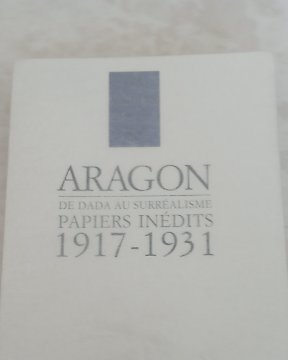 ARAGON
DE DADA AU SURRÉALISME
PAPIERS INÉDITS
1917-1931